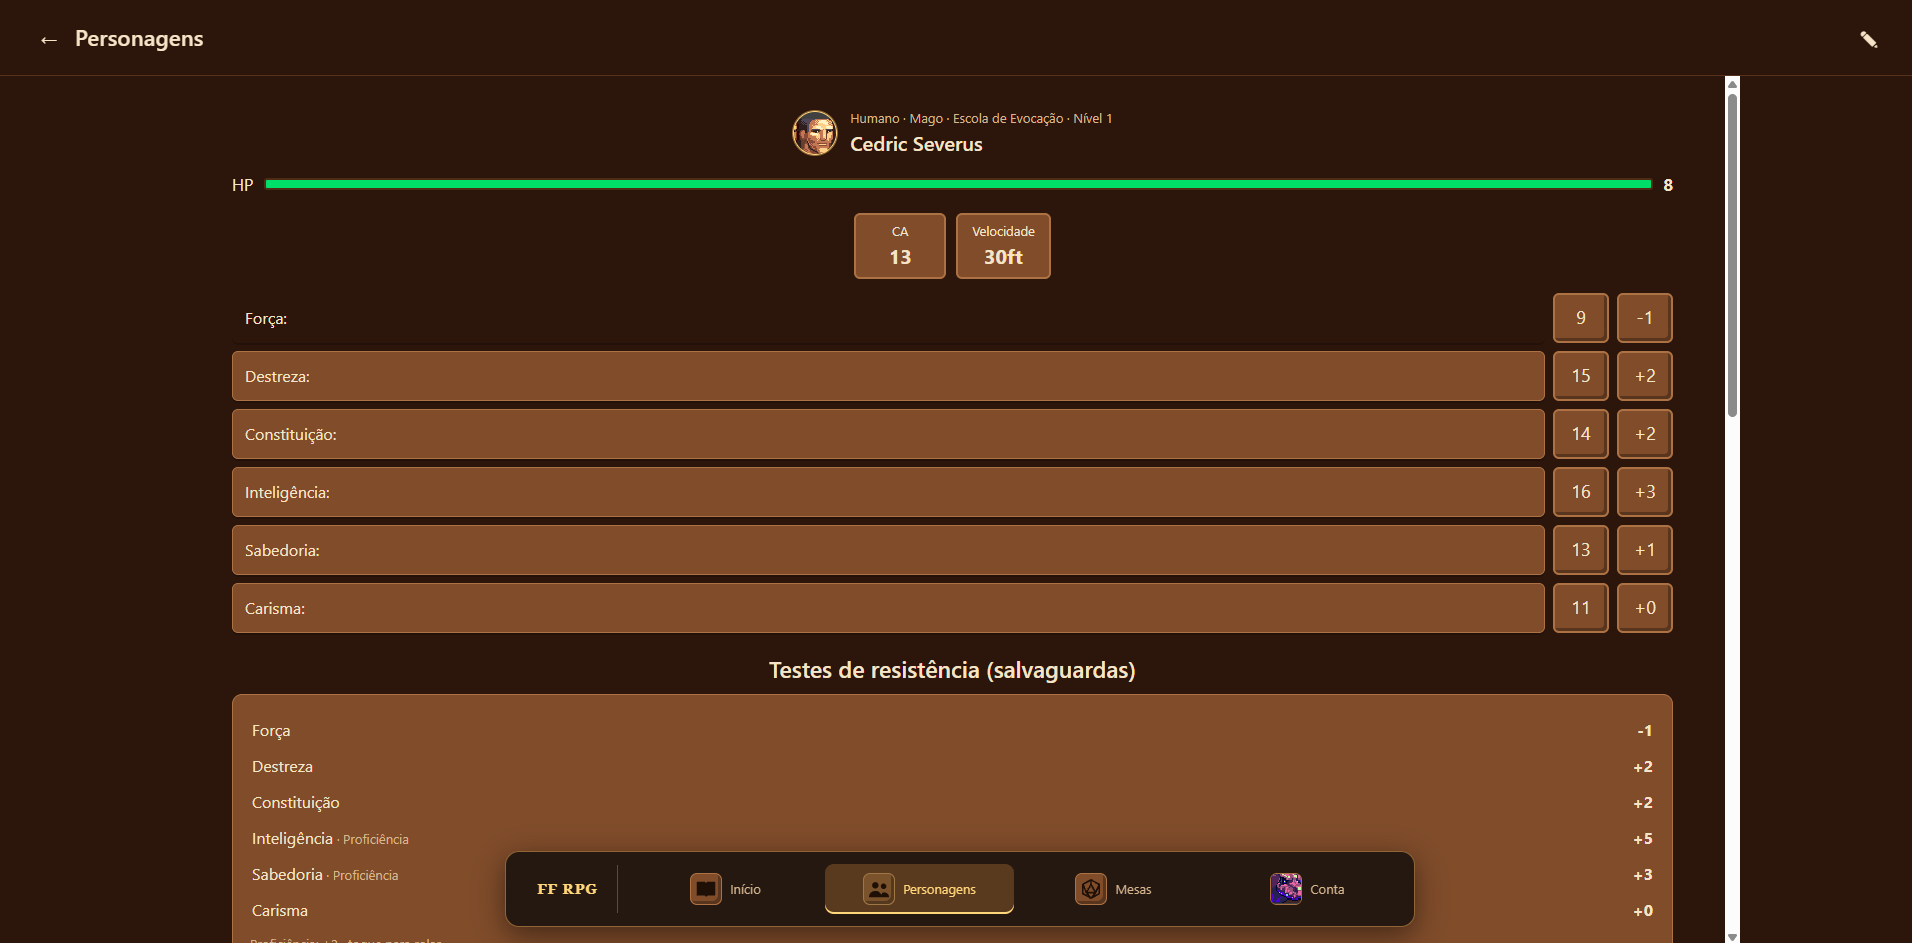 ← Personagens
Humano · Mago · Escola de Evocação · Nível 1
Cedric Severus
HP 8
CA Velocidade
13 30ft
Força: 9 -1
Destreza: 15 +2
Constituição: 14 +2
Inteligência: 16 +3
Sabedoria: 13 +1
Carisma: 11 +0
Testes de resistência (salvaguardas)
Força -1
Destreza +2
Constituição +2
Inteligência · Proficiência +5
Sabedoria · Proficiência +3
Carisma +0
FF RPG Início Personagens Mesas Conta